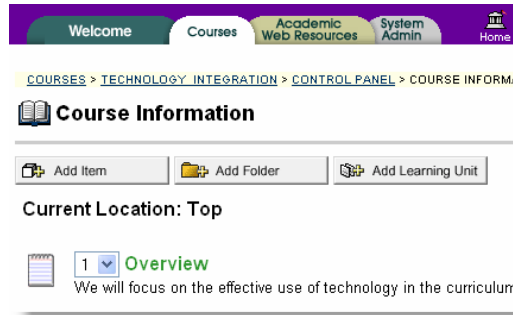 Welcome Courses Academic Web Resources System Admin Home
COURSES > TECHNOLOGY INTEGRATION > CONTROL PANEL > COURSE INFORM
Course Information
Add Item Add Folder Add Learning Unit
Current Location: Top
1 Overview
We will focus on the effective use of technology in the curriculum